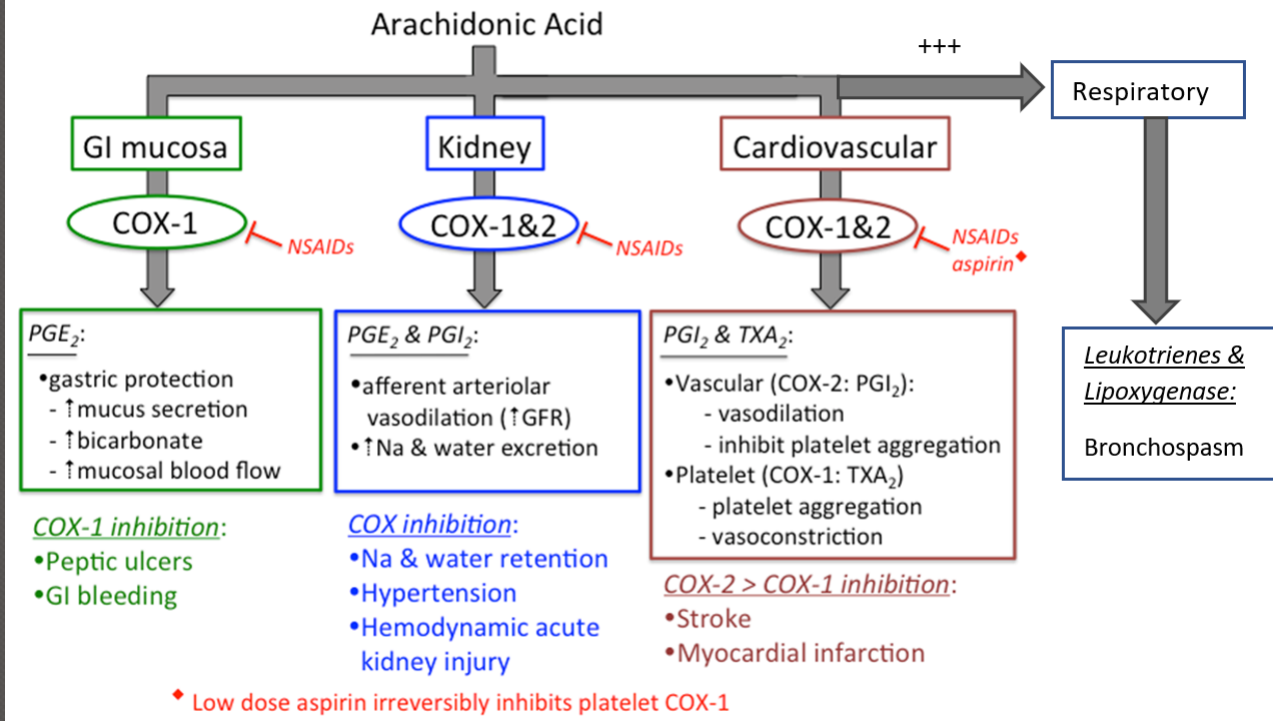 Arachidonic Acid
+++
Respiratory
GI mucosa
Kidney
Cardiovascular
COX-1
NSAIDs
COX-1&2
NSAIDs
COX-1&2
NSAIDs
aspirin◆
PGE₂:
•gastric protection
- ↑mucus secretion
- ↑bicarbonate
- ↑mucosal blood flow
PGE₂ & PGI₂:
•afferent arteriolar
vasodilation (↑GFR)
•↑Na & water excretion
PGI₂ & TXA₂:
•Vascular (COX-2: PGI₂):
- vasodilation
- inhibit platelet aggregation
•Platelet (COX-1: TXA₂)
- platelet aggregation
- vasoconstriction
Leukotrienes &
Lipoxygenase:
Bronchospasm
COX-1 inhibition:
•Peptic ulcers
•GI bleeding
COX inhibition:
•Na & water retention
•Hypertension
•Hemodynamic acute
kidney injury
COX-2 > COX-1 inhibition:
•Stroke
•Myocardial infarction
◆ Low dose aspirin irreversibly inhibits platelet COX-1